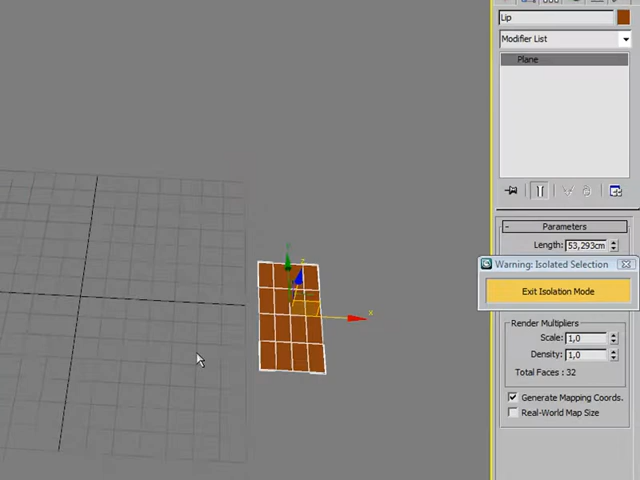 Lip
Modifier List
Plane
Parameters
Length: 53,293cm
Warning: Isolated Selection
Exit Isolation Mode
Render Multipliers
Scale: 1,0
Density: 1,0
Total Faces : 32
Generate Mapping Coords.
Real-World Map Size
x